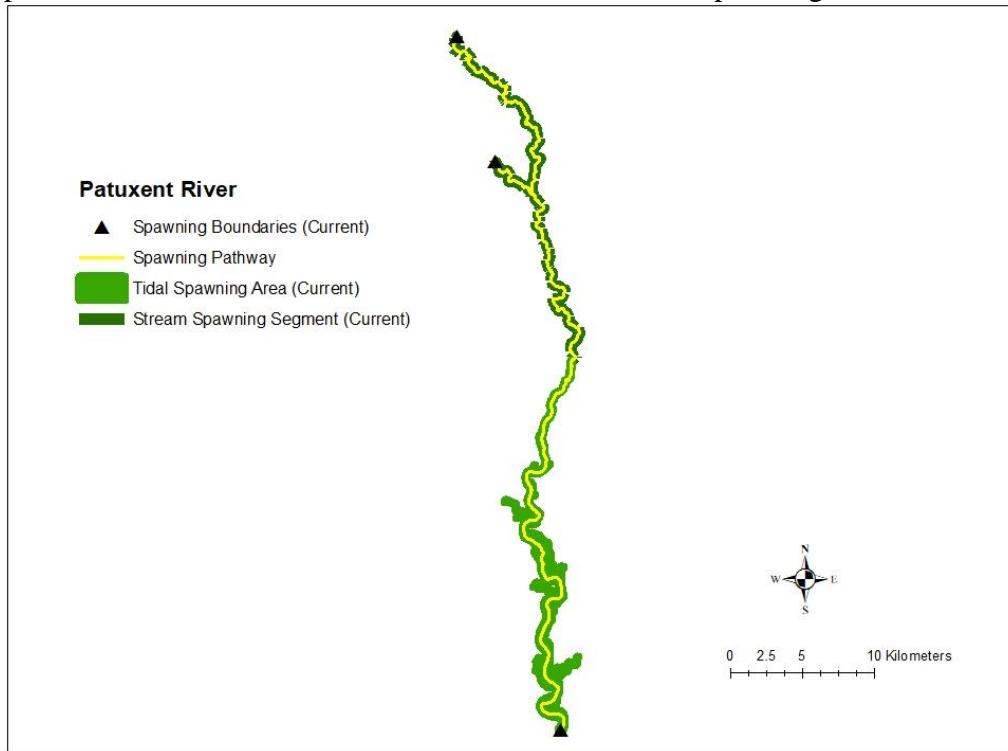 Patuxent River
Spawning Boundaries (Current)
Spawning Pathway
Tidal Spawning Area (Current)
Stream Spawning Segment (Current)
N
W E
S
0 2.5 5 10 Kilometers